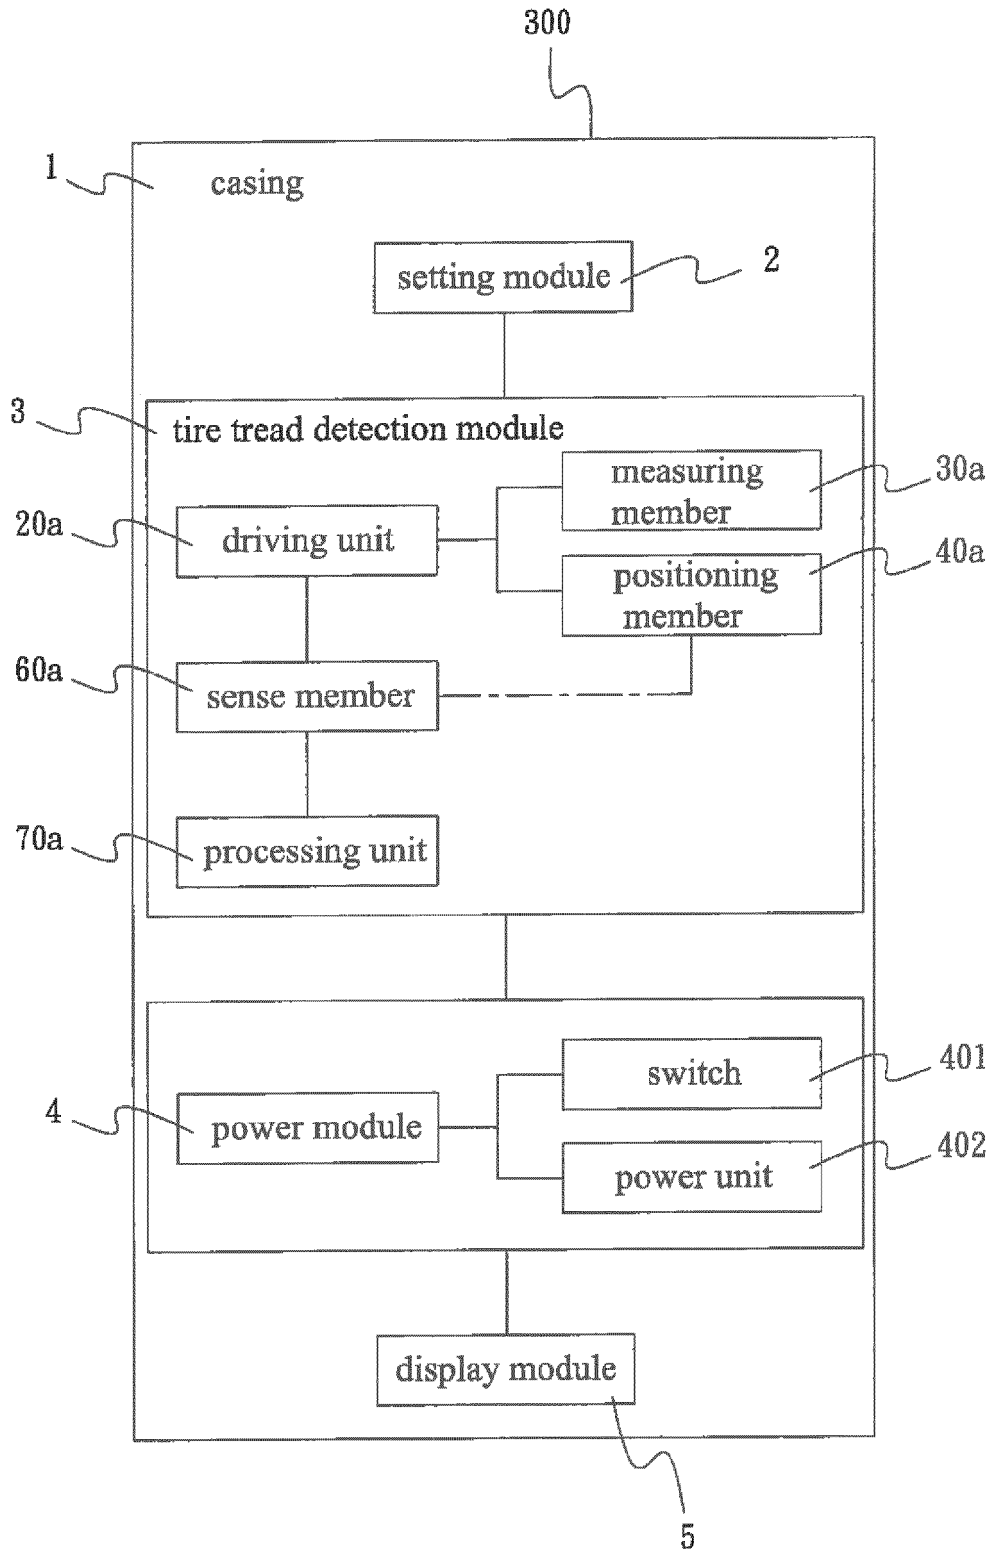 300
1
casing
setting module
2
3
tire tread detection module
measuring
member
30a
20a
driving unit
positioning
member
40a
60a
sense member
70a
processing unit
switch
401
4
power module
power unit
402
display module
5